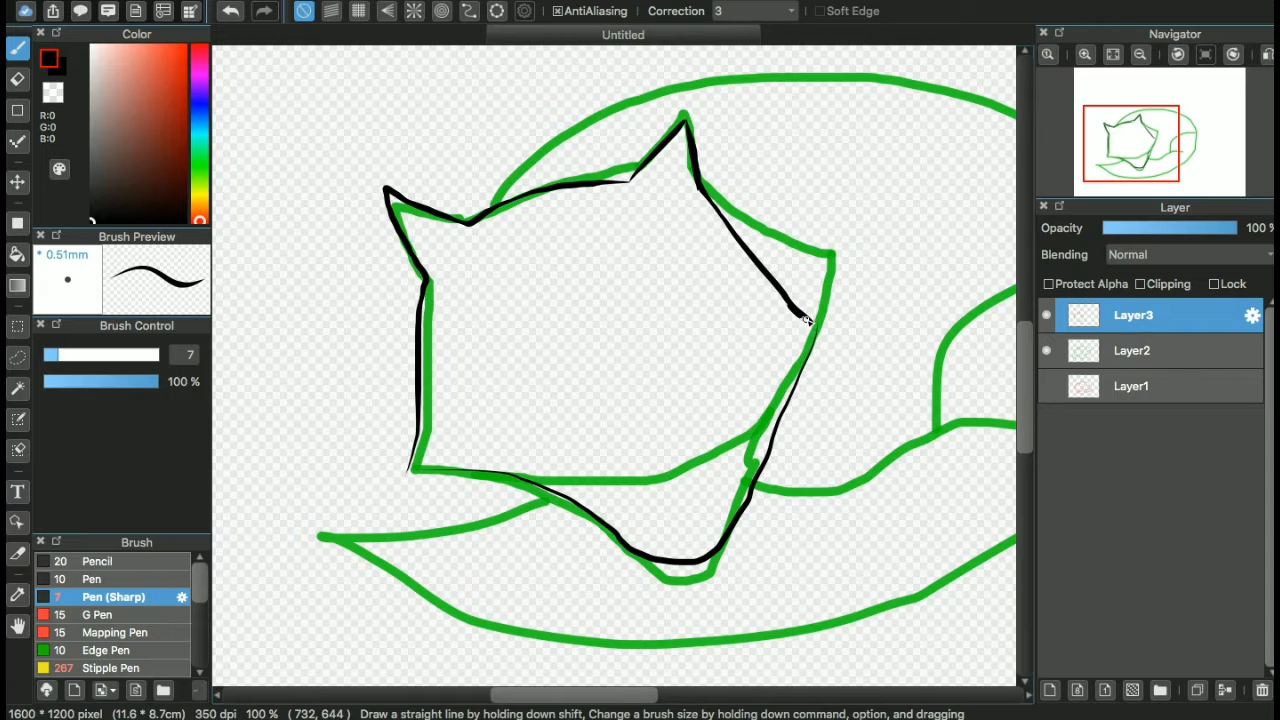 AntiAliasing Correction 3 Soft Edge
Untitled
Color
R:0
G:0
B:0
Brush Preview
* 0.51mm
Brush Control
7
100 %
Brush
20 Pencil
10 Pen
7 Pen (Sharp)
15 G Pen
15 Mapping Pen
10 Edge Pen
267 Stipple Pen
Navigator
Layer
Opacity 100 %
Blending Normal
Protect Alpha Clipping Lock
Layer3
Layer2
Layer1
T
1600 * 1200 pixel (11.6 * 8.7cm) 350 dpi 100 % ( 732, 644 ) Draw a straight line by holding down shift, Change a brush size by holding down command, option, and dragging